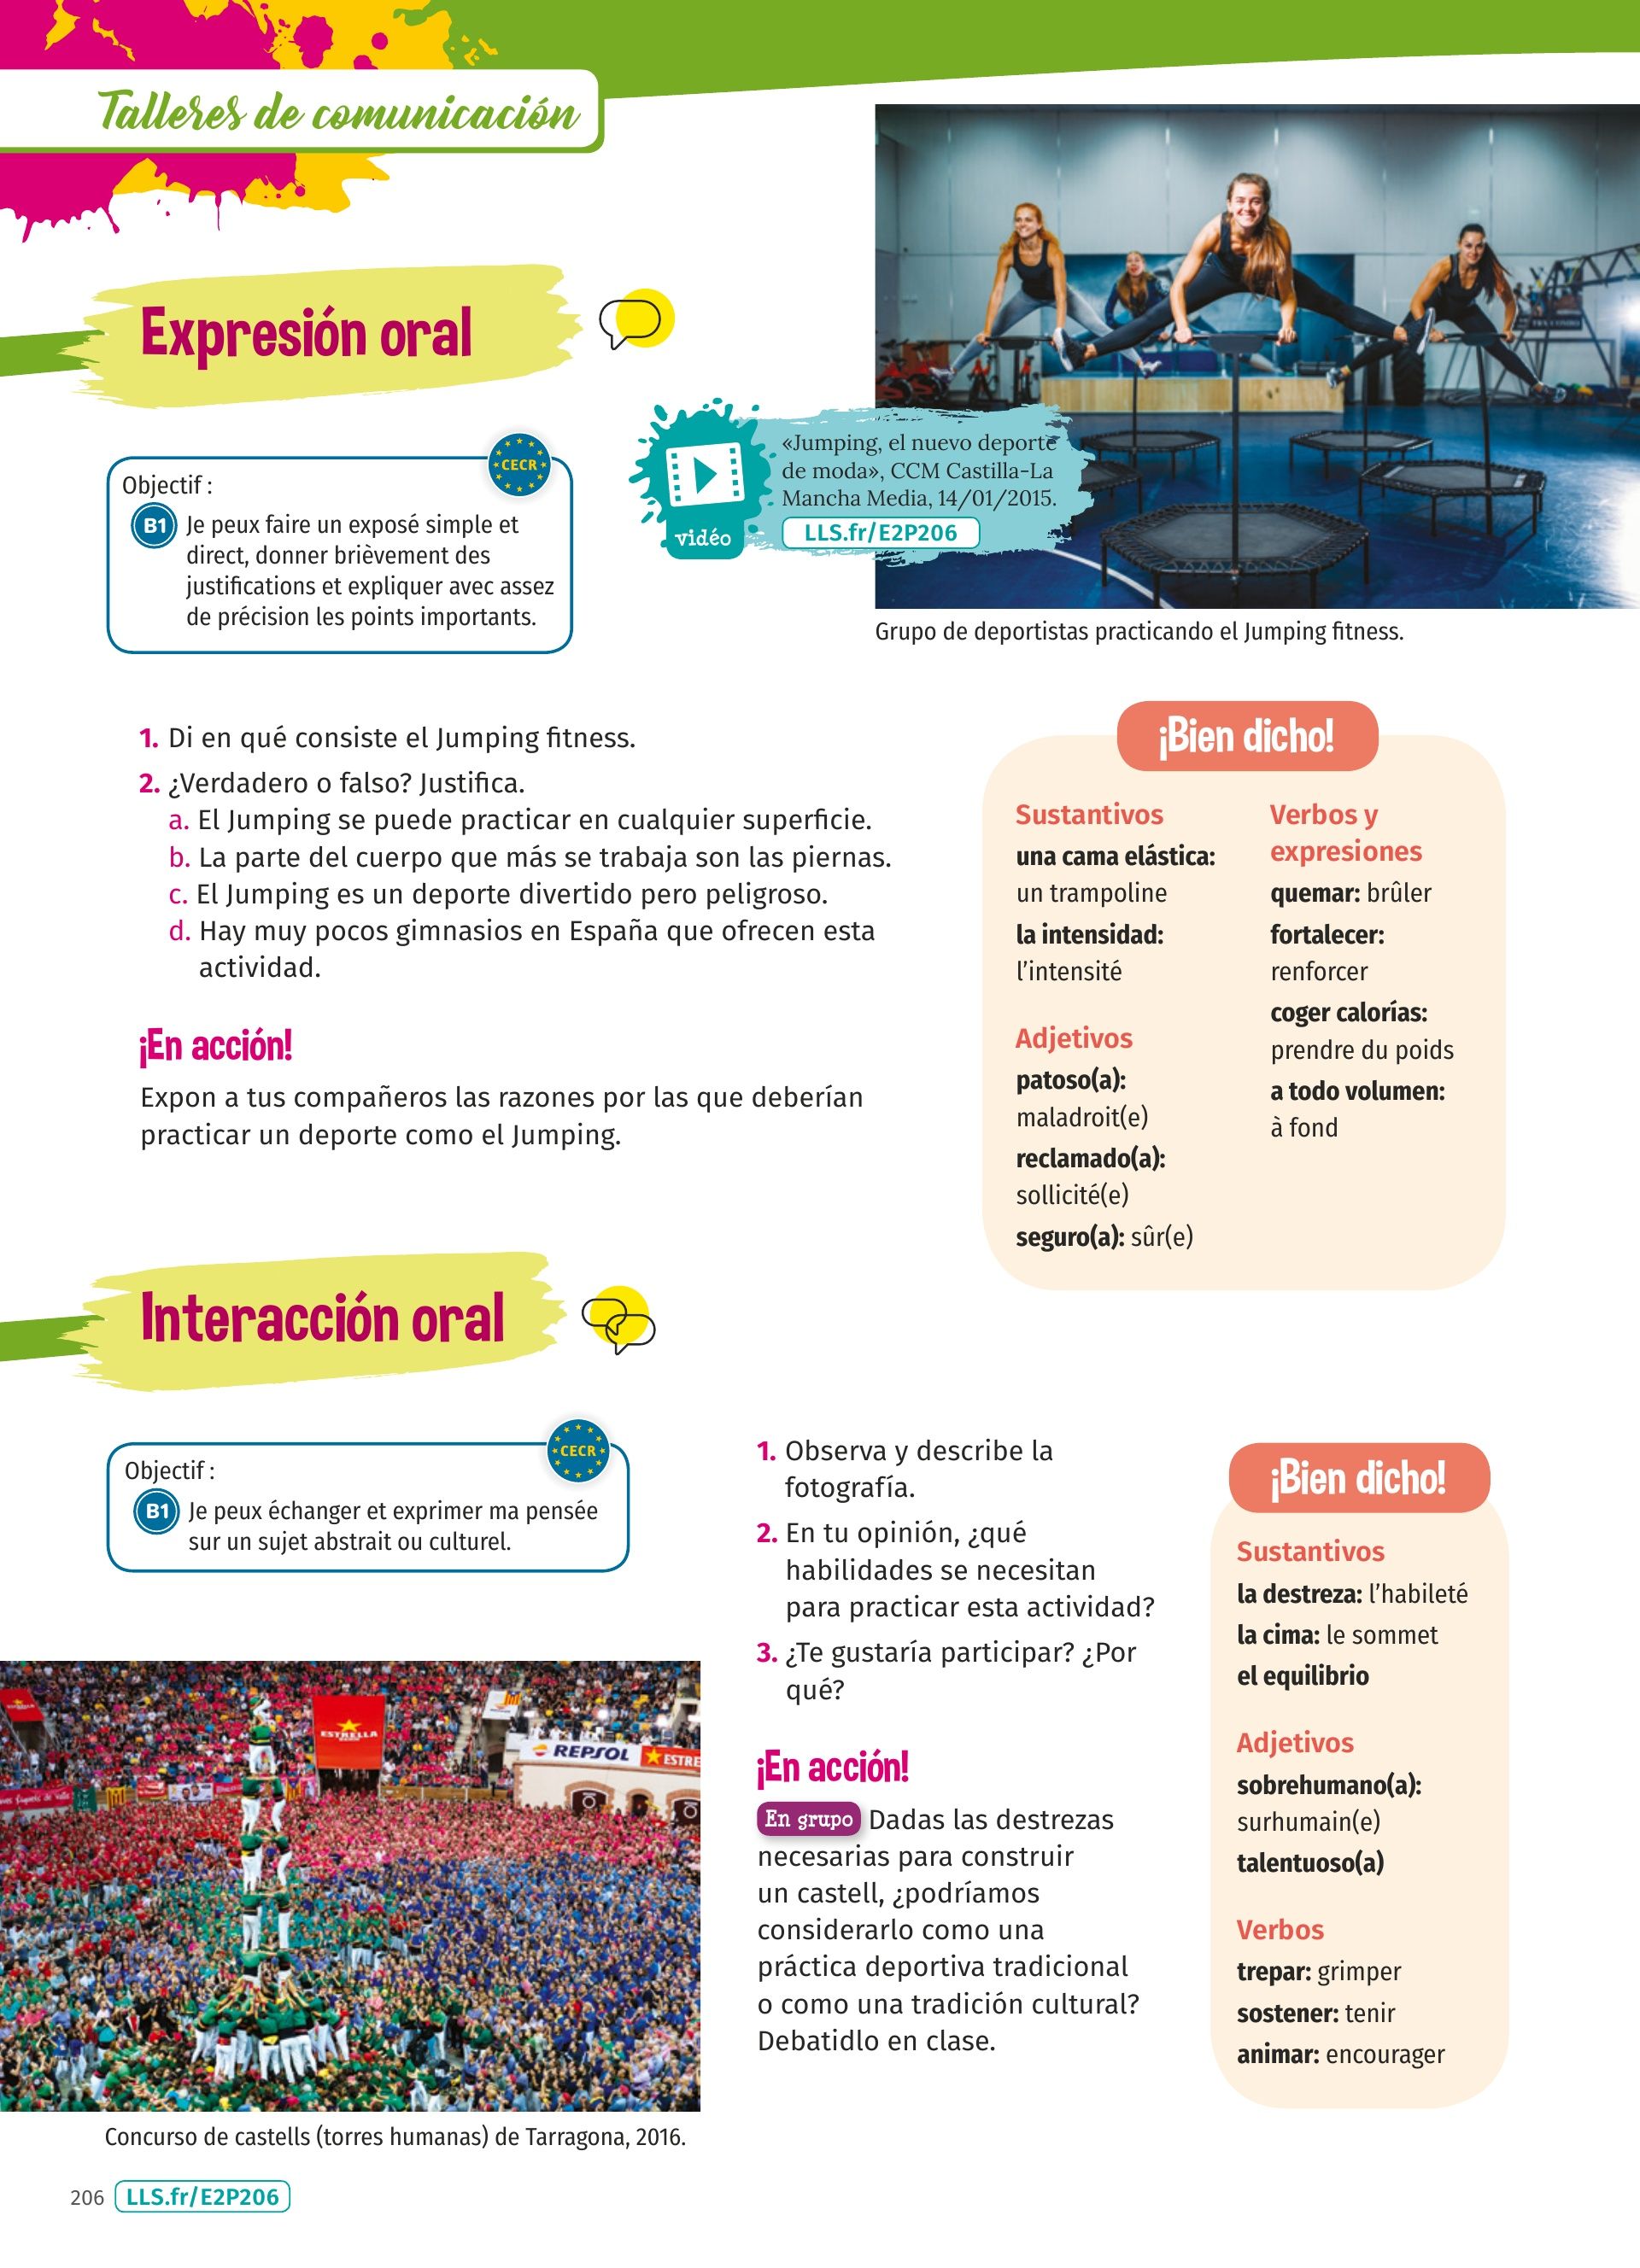 Talleres de comunicación
Expresión oral
CECR
Objectif :
B1 Je peux faire un exposé simple et
direct, donner brièvement des
justifications et expliquer avec assez
de précision les points importants.
vidéo
«Jumping, el nuevo deporte
de moda», CCM Castilla-La
Mancha Media, 14/01/2015.
LLS.fr/E2P206
Grupo de deportistas practicando el Jumping fitness.
1. Di en qué consiste el Jumping fitness.
2. ¿Verdadero o falso? Justifica.
a. El Jumping se puede practicar en cualquier superficie.
b. La parte del cuerpo que más se trabaja son las piernas.
c. El Jumping es un deporte divertido pero peligroso.
d. Hay muy pocos gimnasios en España que ofrecen esta
actividad.
¡En acción!
Expon a tus compañeros las razones por las que deberían
practicar un deporte como el Jumping.
¡Bien dicho!
Sustantivos
una cama elástica:
un trampoline
la intensidad:
l'intensité
Adjetivos
patoso(a):
maladroit(e)
reclamado(a):
sollicité(e)
seguro(a): sûr(e)
Verbos y
expresiones
quemar: brûler
fortalecer:
renforcer
coger calorías:
prendre du poids
a todo volumen:
à fond
Interacción oral
CECR
Objectif :
B1 Je peux échanger et exprimer ma pensée
sur un sujet abstrait ou culturel.
ESTRELLA
REPSOL
ESTRE
Concurso de castells (torres humanas) de Tarragona, 2016.
1. Observa y describe la
fotografía.
2. En tu opinión, ¿qué
habilidades se necesitan
para practicar esta actividad?
3. ¿Te gustaría participar? ¿Por
qué?
¡En acción!
En grupo Dadas las destrezas
necesarias para construir
un castell, ¿podríamos
considerarlo como una
práctica deportiva tradicional
o como una tradición cultural?
Debatidlo en clase.
¡Bien dicho!
Sustantivos
la destreza: l'habileté
la cima: le sommet
el equilibrio
Adjetivos
sobrehumano(a):
surhumain(e)
talentuoso(a)
Verbos
trepar: grimper
sostener: tenir
animar: encourager
206 LLS.fr/E2P206